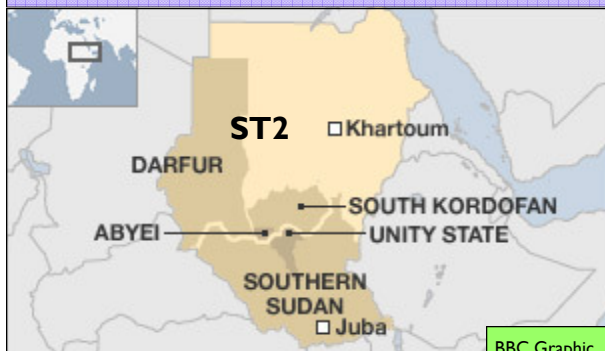 ST2
Khartoum
DARFUR
SOUTH KORDOFAN
ABYEI
UNITY STATE
SOUTHERN
SUDAN
Juba
BBC Graphic